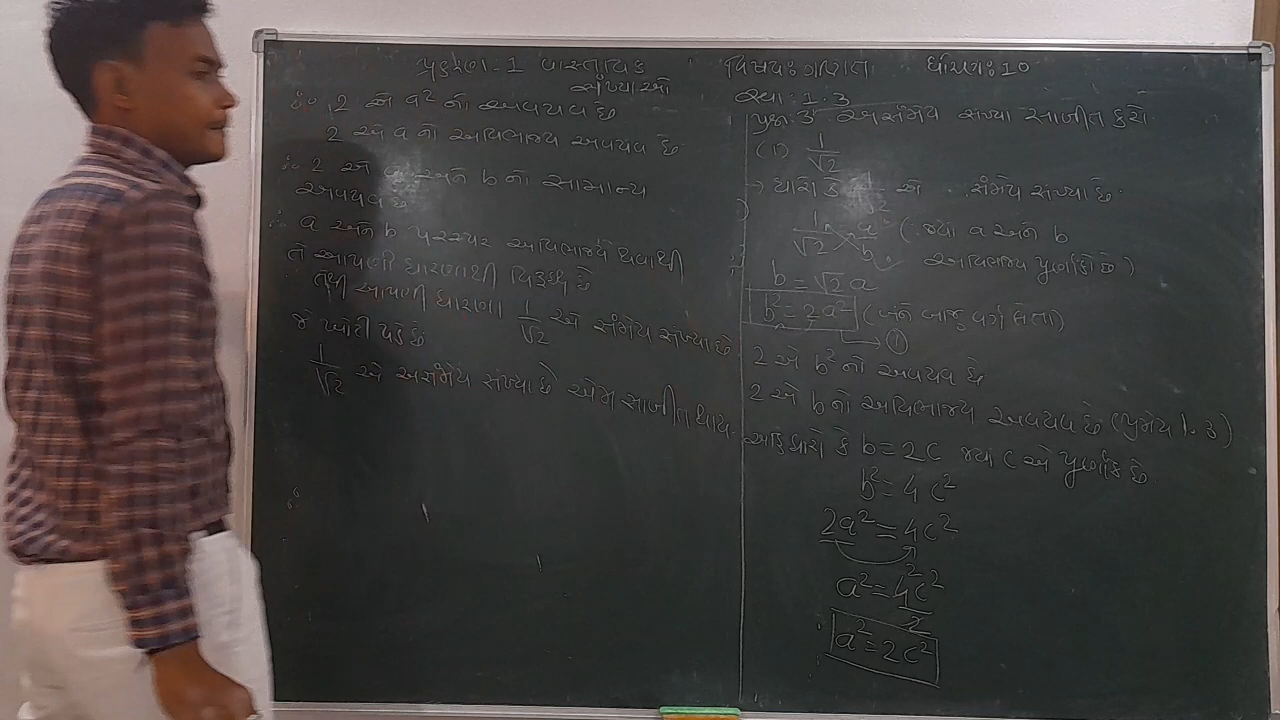 પ્રકરણ-1 વાસ્તવિક સંખ્યાઓ
વિષય: ગણિત ધોરણ: 10
સ્વા: 1.3
પ્રશ્ન: 3 અસંમેય સંખ્યા સાબીત કરો.
(1) 1/√2
→ ધારોકે 1/√2 એ સંમેય સંખ્યા છે.
1/√2 = a/b (જ્યાં a અને b
અવિભાજ્ય પૂર્ણાંકો છે)
b = √2 a
b² = 2a² (બંને બાજુ વર્ગ લેતા)
→ ①
2 એ b² નો અવયવ છે
2 એ b નો અવિભાજ્ય અવયવ છે (પ્રમેય 1.3)
ધારો કે b = 2c જ્યાં c એ પૂર્ણાંક છે
b² = 4c²
2a² = 4c²
a² = 4c²/2
a² = 2c²
∴ 2 એ a² નો અવયવ છે
2 એ a નો અવિભાજ્ય અવયવ છે
∴ 2 એ a અને b નો સામાન્ય
અવયવ છે
∴ a અને b પરસ્પર અવિભાજ્ય હોવાથી
તે આપણી ધારણાથી વિરૂધ્ધ છે
તેથી આપણી ધારણા 1/√2 એ સંમેય સંખ્યા છે
જે ખોટી પડે છે
1/√2 એ અસંમેય સંખ્યા છે એમ સાબીત થાય.